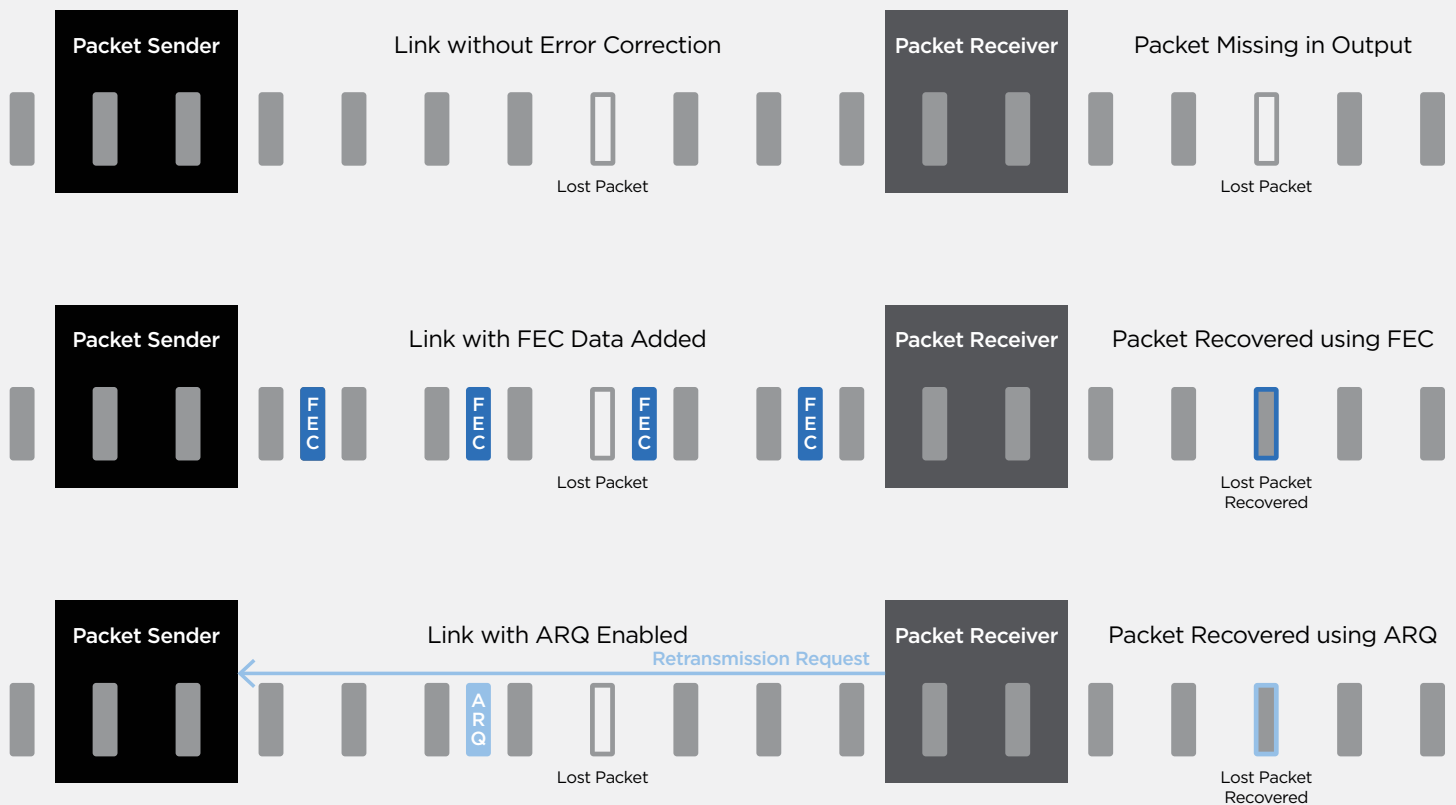 Packet Sender
Link without Error Correction
Packet Receiver
Packet Missing in Output
Lost Packet
Lost Packet
Packet Sender
Link with FEC Data Added
Packet Receiver
Packet Recovered using FEC
FEC
FEC
FEC
FEC
Lost Packet
Lost Packet
Recovered
Packet Sender
Link with ARQ Enabled
Packet Receiver
Packet Recovered using ARQ
Retransmission Request
ARQ
Lost Packet
Lost Packet
Recovered